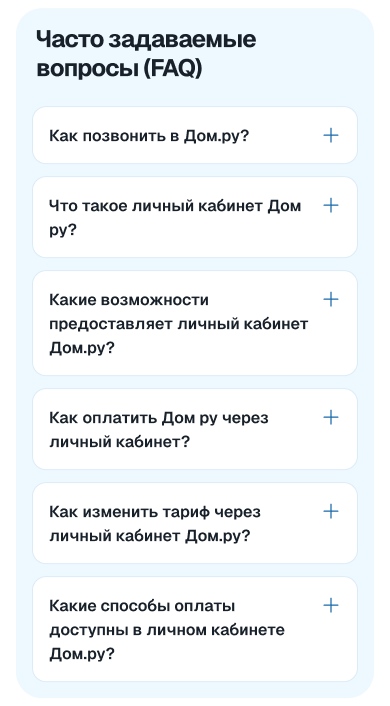 Часто задаваемые
вопросы (FAQ)
Как позвонить в Дом.ру?
Что такое личный кабинет Дом
ру?
Какие возможности
предоставляет личный кабинет
Дом.ру?
Как оплатить Дом ру через
личный кабинет?
Как изменить тариф через
личный кабинет Дом.ру?
Какие способы оплаты
доступны в личном кабинете
Дом.ру?